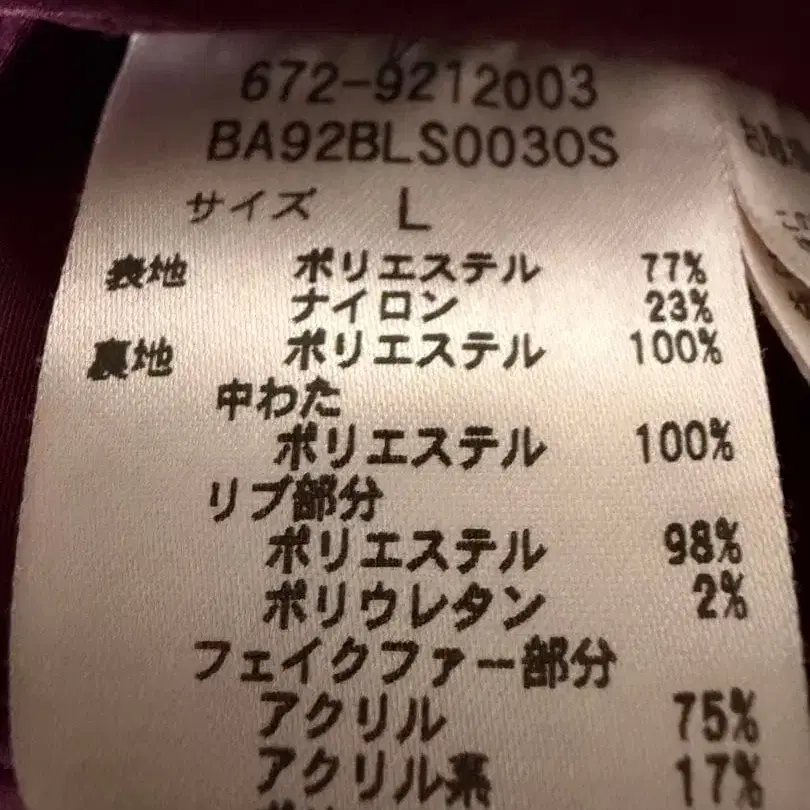 672-9212003
BA92BLS0030S
サイズ L
表地 ポリエステル 77%
ナイロン 23%
裏地 ポリエステル 100%
中わた
ポリエステル 100%
リブ部分
ポリエステル 98%
ポリウレタン 2%
フェイクファー部分
アクリル 75%
アクリル系 17%